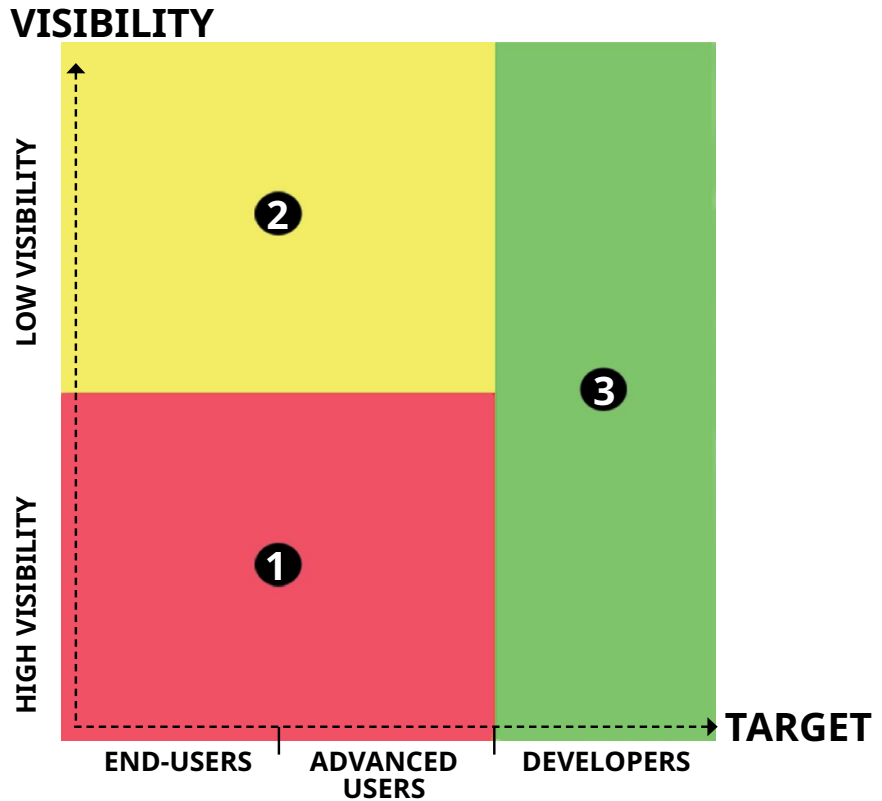 VISIBILITY
LOW VISIBILITY
2
3
HIGH VISIBILITY
1
TARGET
END-USERS
ADVANCED
USERS
DEVELOPERS